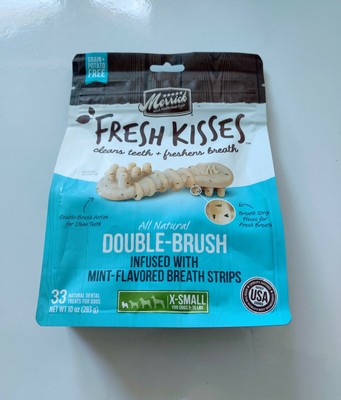 GRAIN + POTATO
FREE
Merrick
FRESH KISSES
cleans teeth + freshens breath
Double-Brush Action
for Clean Teeth
Breath Strip
Pieces for
Fresh Breath
All Natural
DOUBLE-BRUSH
INFUSED WITH
MINT-FLAVORED BREATH STRIPS
33 NATURAL DENTAL
TREATS FOR DOGS
NET WT 10 OZ (283 g)
X-SMALL
USA